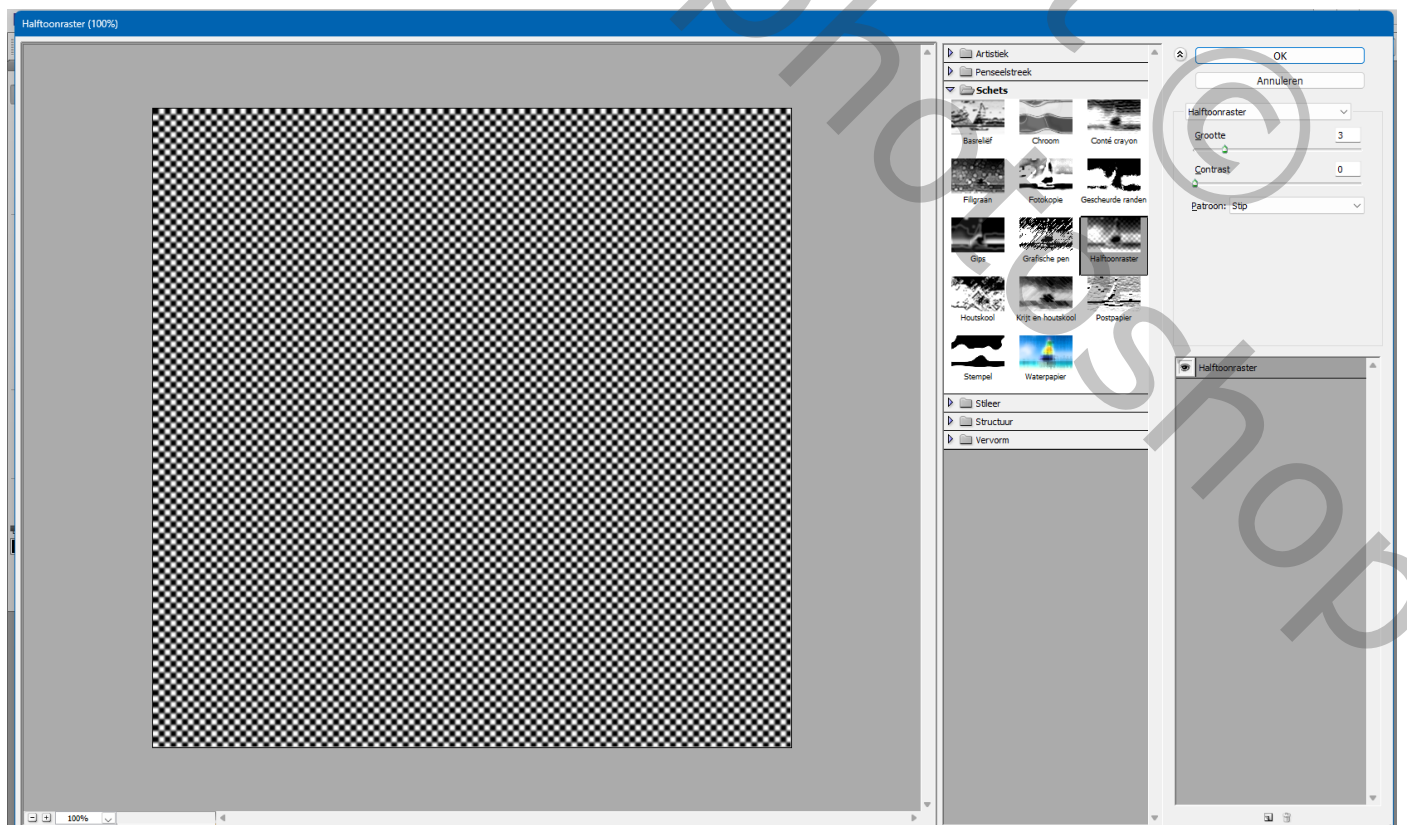 Halftoonraster (100%)
Artistiek
Penseelstreek
Schets
Basreliëf
Chroom
Conté crayon
Filigraan
Fotokopie
Gescheurde randen
Gips
Grafische pen
Halftoonraster
Houtskool
Krijt en houtskool
Postpapier
Stempel
Waterpapier
Stileer
Structuur
Vervorm
OK
Annuleren
Halftoonraster
Grootte 3
Contrast 0
Patroon: Stip
Halftoonraster
100%
photoshop ©